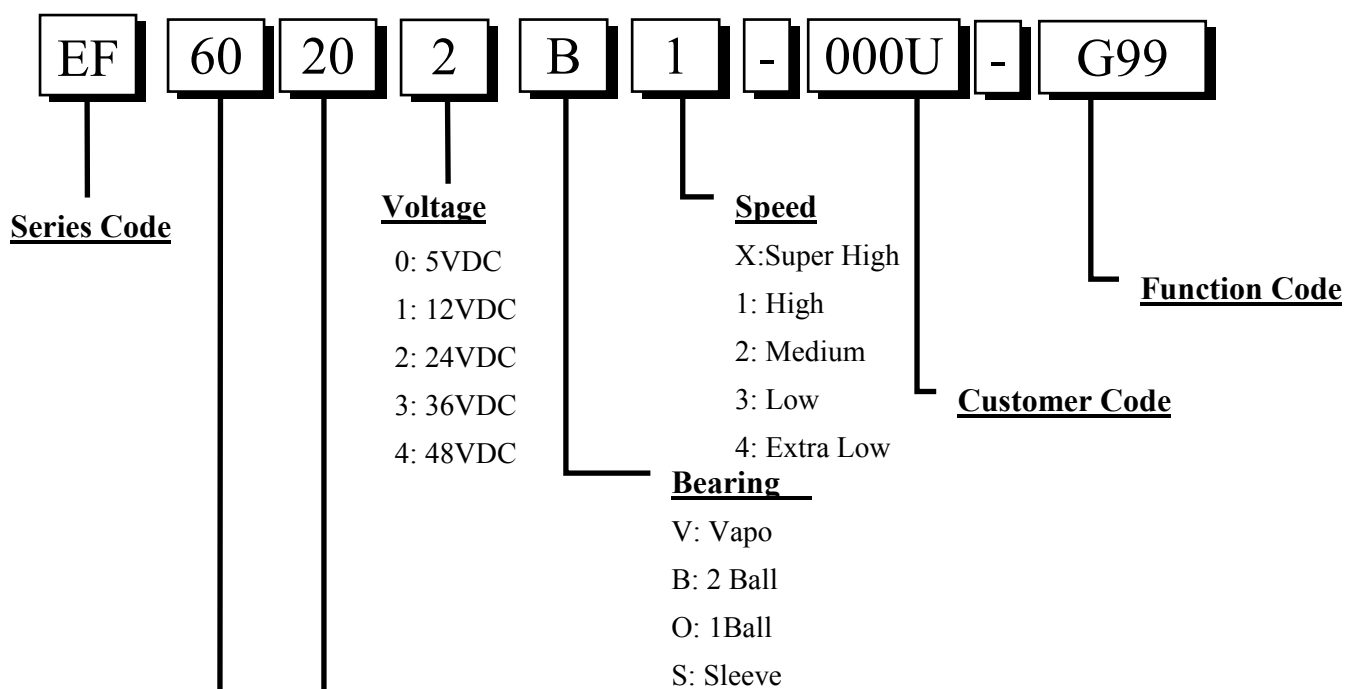 EF 60 20 2 B 1 - 000U - G99
Series Code
Voltage
0: 5VDC
1: 12VDC
2: 24VDC
3: 36VDC
4: 48VDC
Speed
X:Super High
1: High
2: Medium
3: Low
4: Extra Low
Function Code
Customer Code
Bearing
V: Vapo
B: 2 Ball
O: 1Ball
S: Sleeve